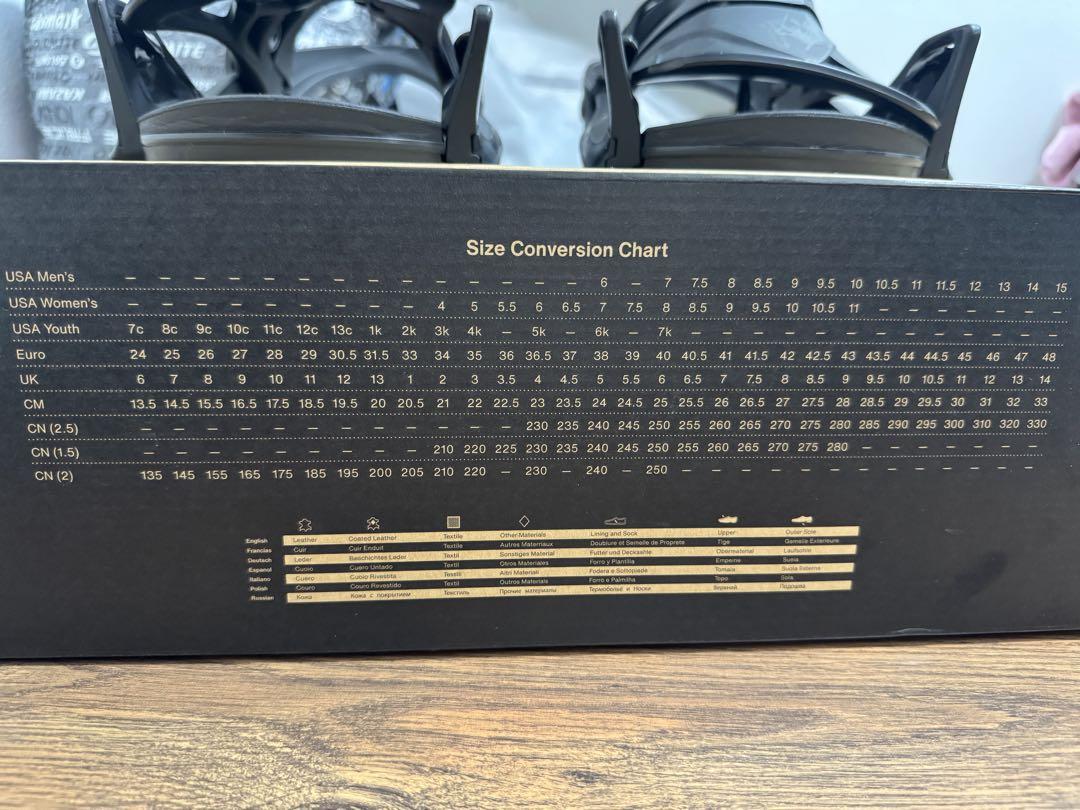 Size Conversion Chart
USA Men's – – – – – – – – – – – – – – 6 – 7 7.5 8 8.5 9 9.5 10 10.5 11 11.5 12 13 14 15
USA Women's – – – – – – – – – 4 5 5.5 6 6.5 7 7.5 8 8.5 9 9.5 10 10.5 11 – – – – – – –
USA Youth 7c 8c 9c 10c 11c 12c 13c 1k 2k 3k 4k – 5k – 6k – 7k – – – – – – – – – – – – –
Euro 24 25 26 27 28 29 30.5 31.5 33 34 35 36 36.5 37 38 39 40 40.5 41 41.5 42 42.5 43 43.5 44 44.5 45 46 47 48
UK 6 7 8 9 10 11 12 13 1 2 3 3.5 4 4.5 5 5.5 6 6.5 7 7.5 8 8.5 9 9.5 10 10.5 11 12 13 14
CM 13.5 14.5 15.5 16.5 17.5 18.5 19.5 20 20.5 21 22 22.5 23 23.5 24 24.5 25 25.5 26 26.5 27 27.5 28 28.5 29 29.5 30 31 32 33
CN (2.5) – – – – – – – – – – – – 230 235 240 245 250 255 260 265 270 275 280 285 290 295 300 310 320 330
CN (1.5) – – – – – – – – – 210 220 225 230 235 240 245 250 255 260 265 270 275 280 – – – – – – –
CN (2) 135 145 155 165 175 185 195 200 205 210 220 – 230 – 240 – 250 – – – – – – – – – – – – –
English Leather Coated Leather Textile Other Materials Lining and Sock Upper Outer Sole
Francais Cuir Cuir Enduit Textile Autres Materriaux Doublure et Semelle de Proprete Tige Gamelle Exterieure
Deutsch Leder Beschichtes Leder Textil Sonstiges Material Futter und Deckashle Obermaterial Laufsohle
Espanol Cuoio Cuero Untado Textil Otros Materiales Forro y Plantilla Empeine Suela
Italiano Cuero Cuoio Rivestita Tessili Altri Materiali Fodera e Sottopiede Tomaia Suola Esterna
Polish Couro Couro Revestido Textil Outros Materials Forro e Palmilha Topo Sola
Russian Кожа Кожа с покрытием Текстиль Прочие материалы Термобелье и Носки Верхний Подошва